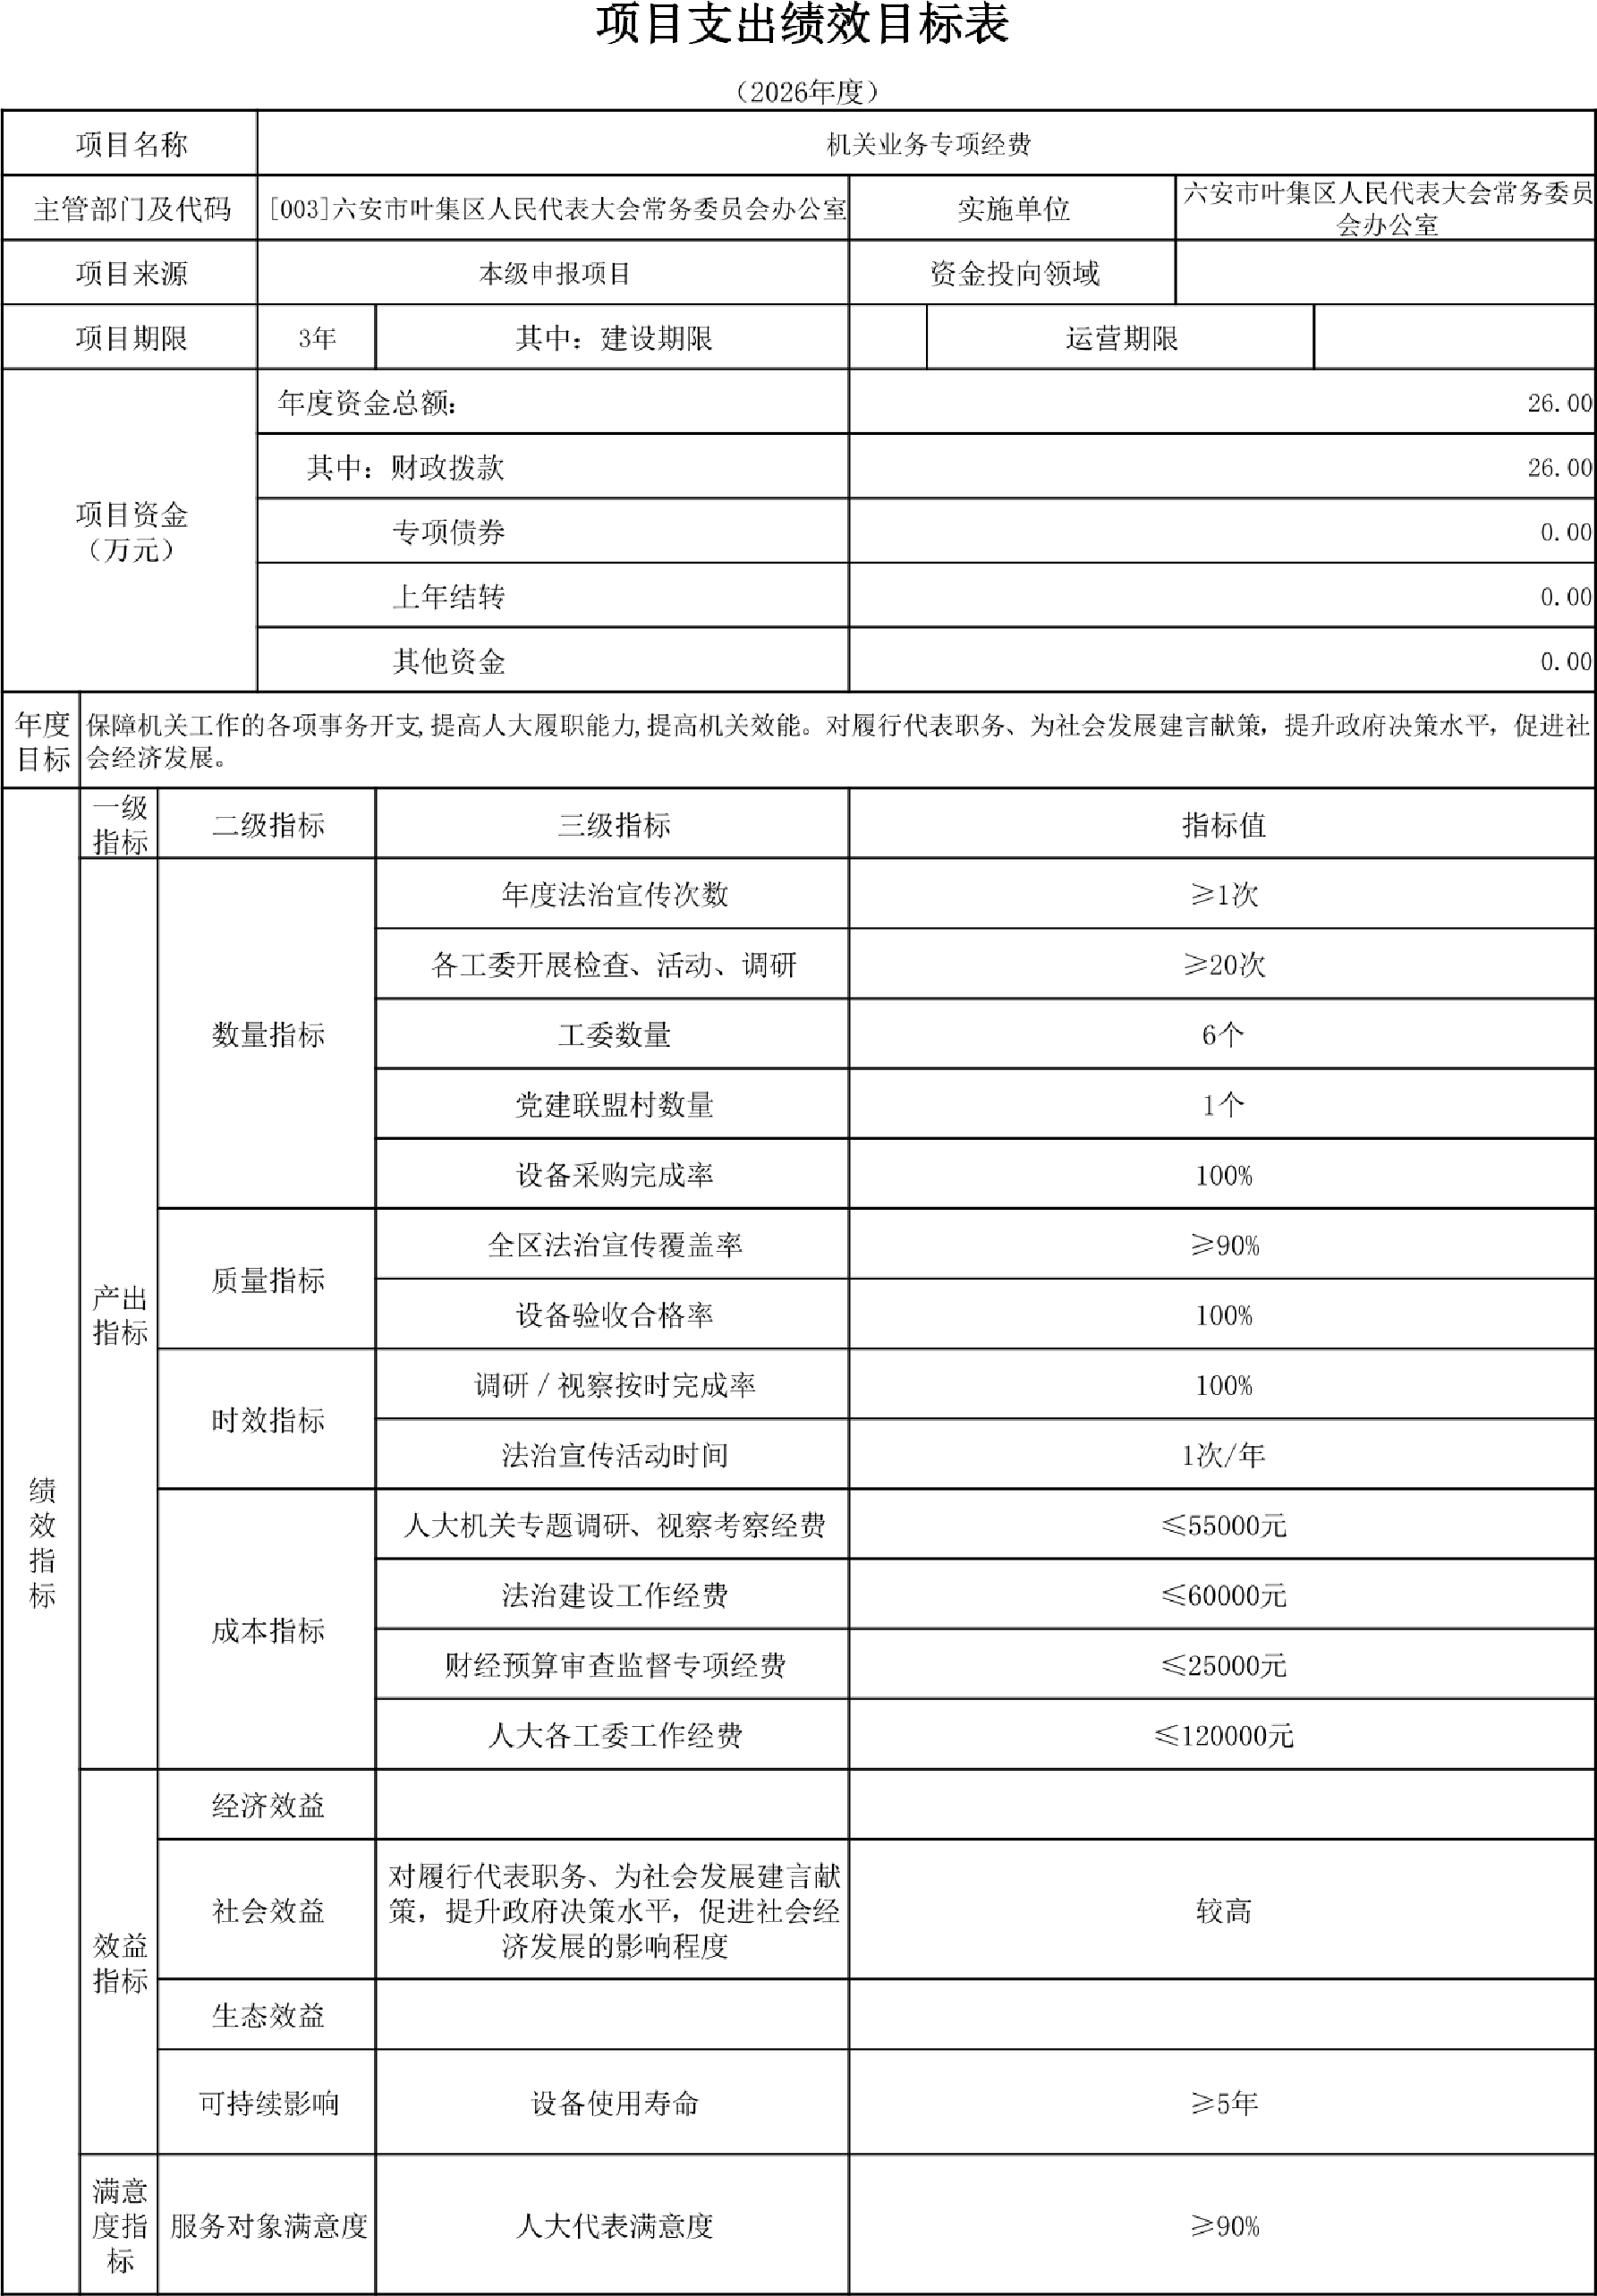 项目支出绩效目标表
（2026年度）
项目名称
机关业务专项经费
主管部门及代码
[003]六安市叶集区人民代表大会常务委员会办公室
实施单位
六安市叶集区人民代表大会常务委员
会办公室
项目来源
本级申报项目
资金投向领域
项目期限
3年
其中：建设期限
运营期限
项目资金
（万元）
年度资金总额：
26.00
其中：财政拨款
26.00
专项债券
0.00
上年结转
0.00
其他资金
0.00
年度
目标
保障机关工作的各项事务开支,提高人大履职能力,提高机关效能。对履行代表职务、为社会发展建言献策，提升政府决策水平，促进社
会经济发展。
绩
效
指
标
一级
指标
二级指标
三级指标
指标值
产出
指标
数量指标
年度法治宣传次数
≥1次
各工委开展检查、活动、调研
≥20次
工委数量
6个
党建联盟村数量
1个
设备采购完成率
100%
质量指标
全区法治宣传覆盖率
≥90%
设备验收合格率
100%
时效指标
调研／视察按时完成率
100%
法治宣传活动时间
1次/年
成本指标
人大机关专题调研、视察考察经费
≤55000元
法治建设工作经费
≤60000元
财经预算审查监督专项经费
≤25000元
人大各工委工作经费
≤120000元
效益
指标
经济效益
社会效益
对履行代表职务、为社会发展建言献
策，提升政府决策水平，促进社会经
济发展的影响程度
较高
生态效益
可持续影响
设备使用寿命
≥5年
满意
度指
标
服务对象满意度
人大代表满意度
≥90%